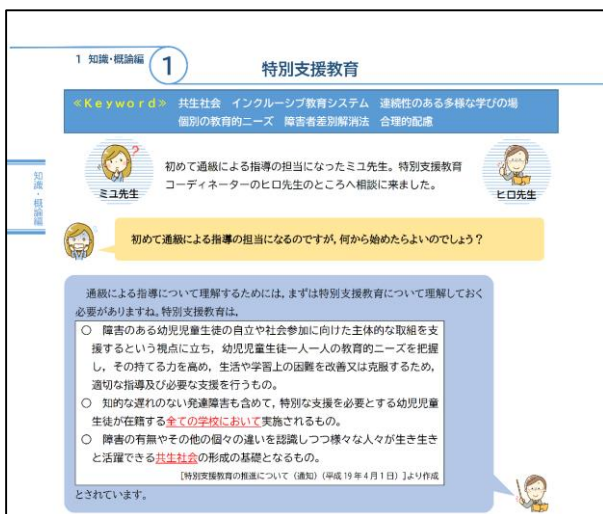 1 知識・概論編
1
特別支援教育
≪Keyword≫ 共生社会 インクルーシブ教育システム 連続性のある多様な学びの場
個別の教育的ニーズ 障害者差別解消法 合理的配慮
知識・概論編
?
ミユ先生
初めて通級による指導の担当になったミユ先生。特別支援教育
コーディネーターのヒロ先生のところへ相談に来ました。
ヒロ先生
初めて通級による指導の担当になるのですが,何から始めたらよいのでしょう?
通級による指導について理解するためには,まずは特別支援教育について理解しておく
必要がありますね。特別支援教育は,
○ 障害のある幼児児童生徒の自立や社会参加に向けた主体的な取組を支
援するという視点に立ち,幼児児童生徒一人一人の教育的ニーズを把握
し,その持てる力を高め,生活や学習上の困難を改善又は克服するため,
適切な指導及び必要な支援を行うもの。
○ 知的な遅れのない発達障害も含めて,特別な支援を必要とする幼児児童
生徒が在籍する全ての学校において実施されるもの。
○ 障害の有無やその他の個々の違いを認識しつつ様々な人々が生き生き
と活躍できる共生社会の形成の基礎となるもの。
[特別支援教育の推進について(通知)(平成19年4月1日)]より作成
とされています。